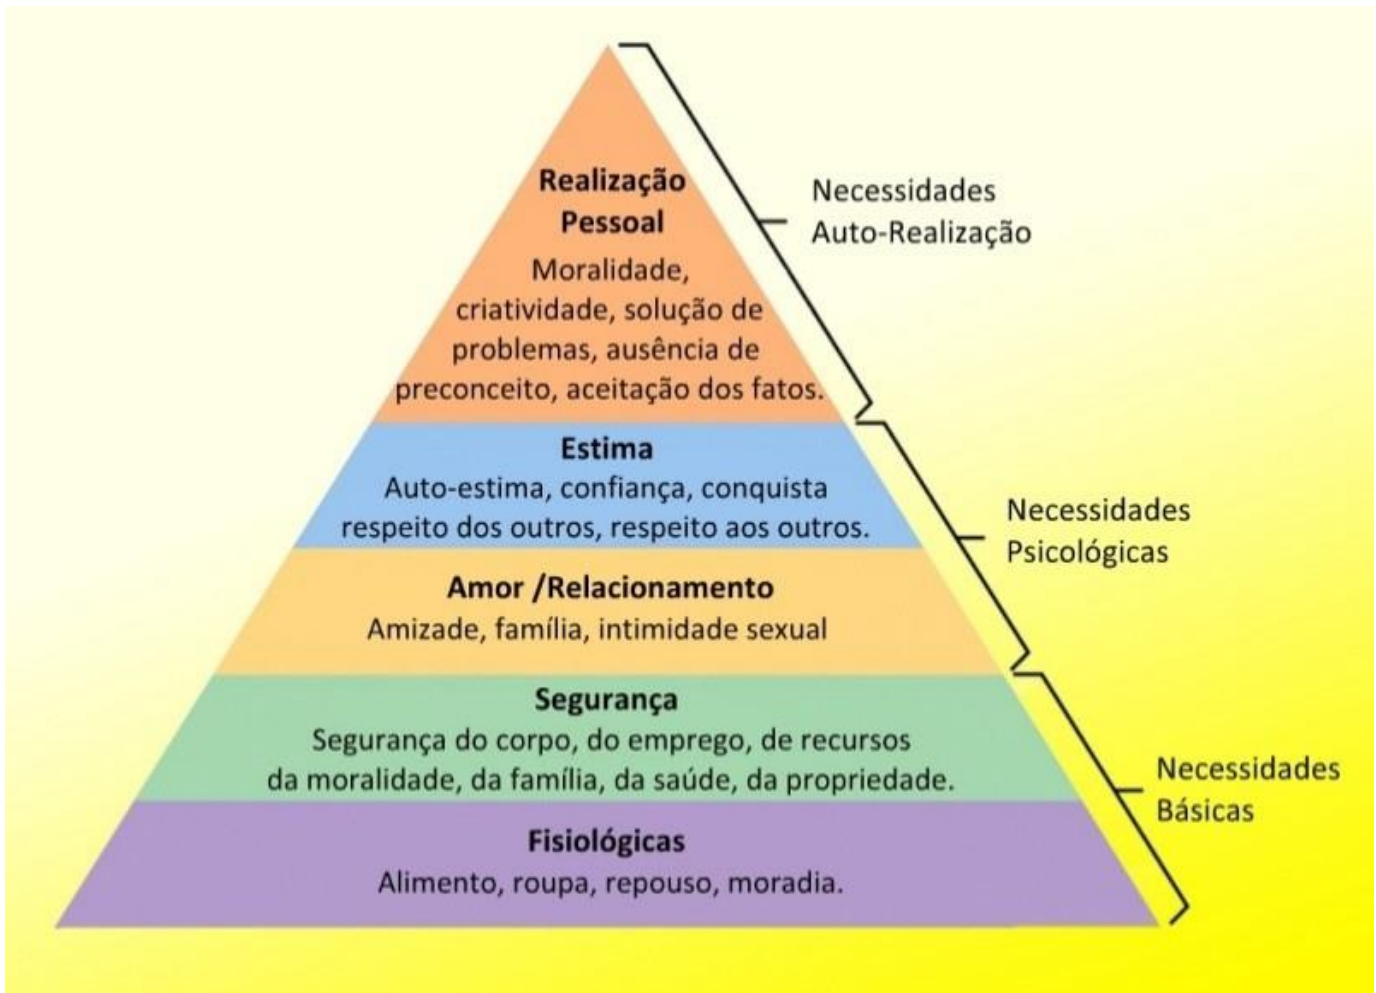 Realização
Pessoal
Moralidade,
criatividade, solução de
problemas, ausência de
preconceito, aceitação dos fatos.
Necessidades
Auto-Realização
Estima
Auto-estima, confiança, conquista
respeito dos outros, respeito aos outros.
Amor /Relacionamento
Amizade, família, intimidade sexual
Necessidades
Psicológicas
Segurança
Segurança do corpo, do emprego, de recursos
da moralidade, da família, da saúde, da propriedade.
Fisiológicas
Alimento, roupa, repouso, moradia.
Necessidades
Básicas